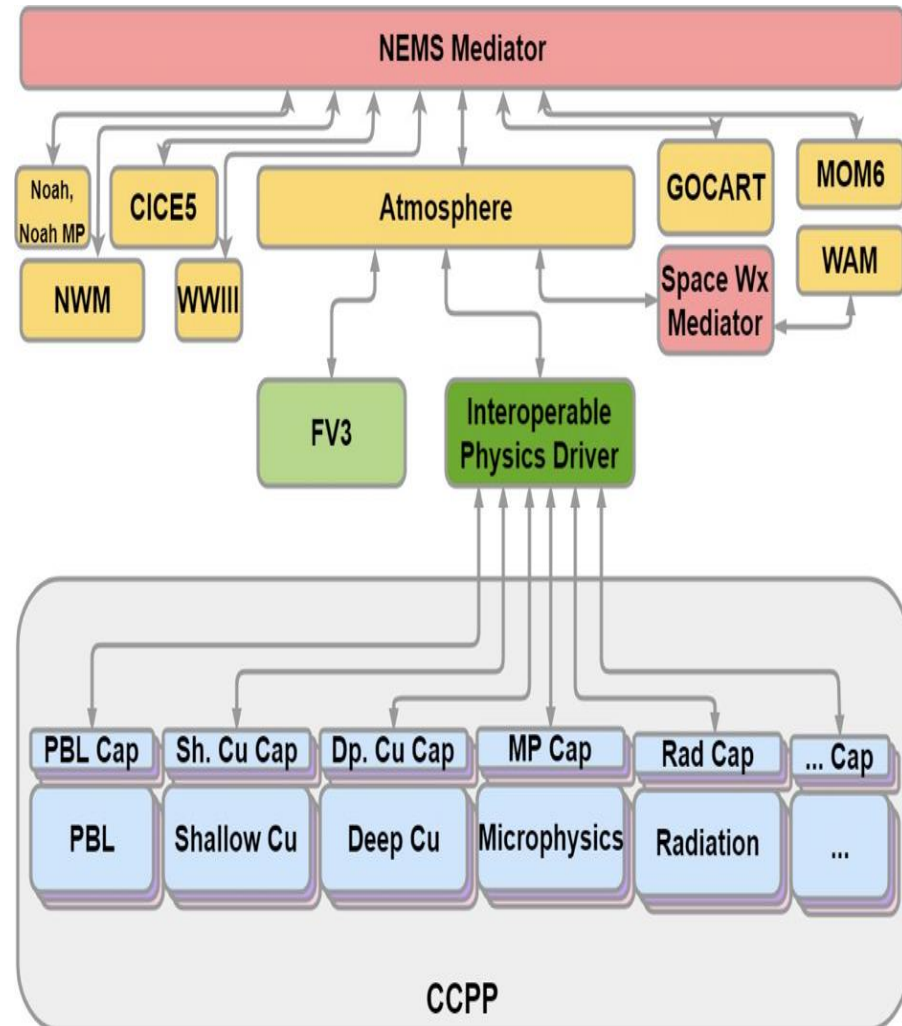 NEMS Mediator
Noah,
Noah MP
CICE5
Atmosphere
GOCART
MOM6
NWM
WWIII
Space Wx
Mediator
WAM
FV3
Interoperable
Physics Driver
PBL Cap
Sh. Cu Cap
Dp. Cu Cap
MP Cap
Rad Cap
... Cap
PBL
Shallow Cu
Deep Cu
Microphysics
Radiation
...
CCPP